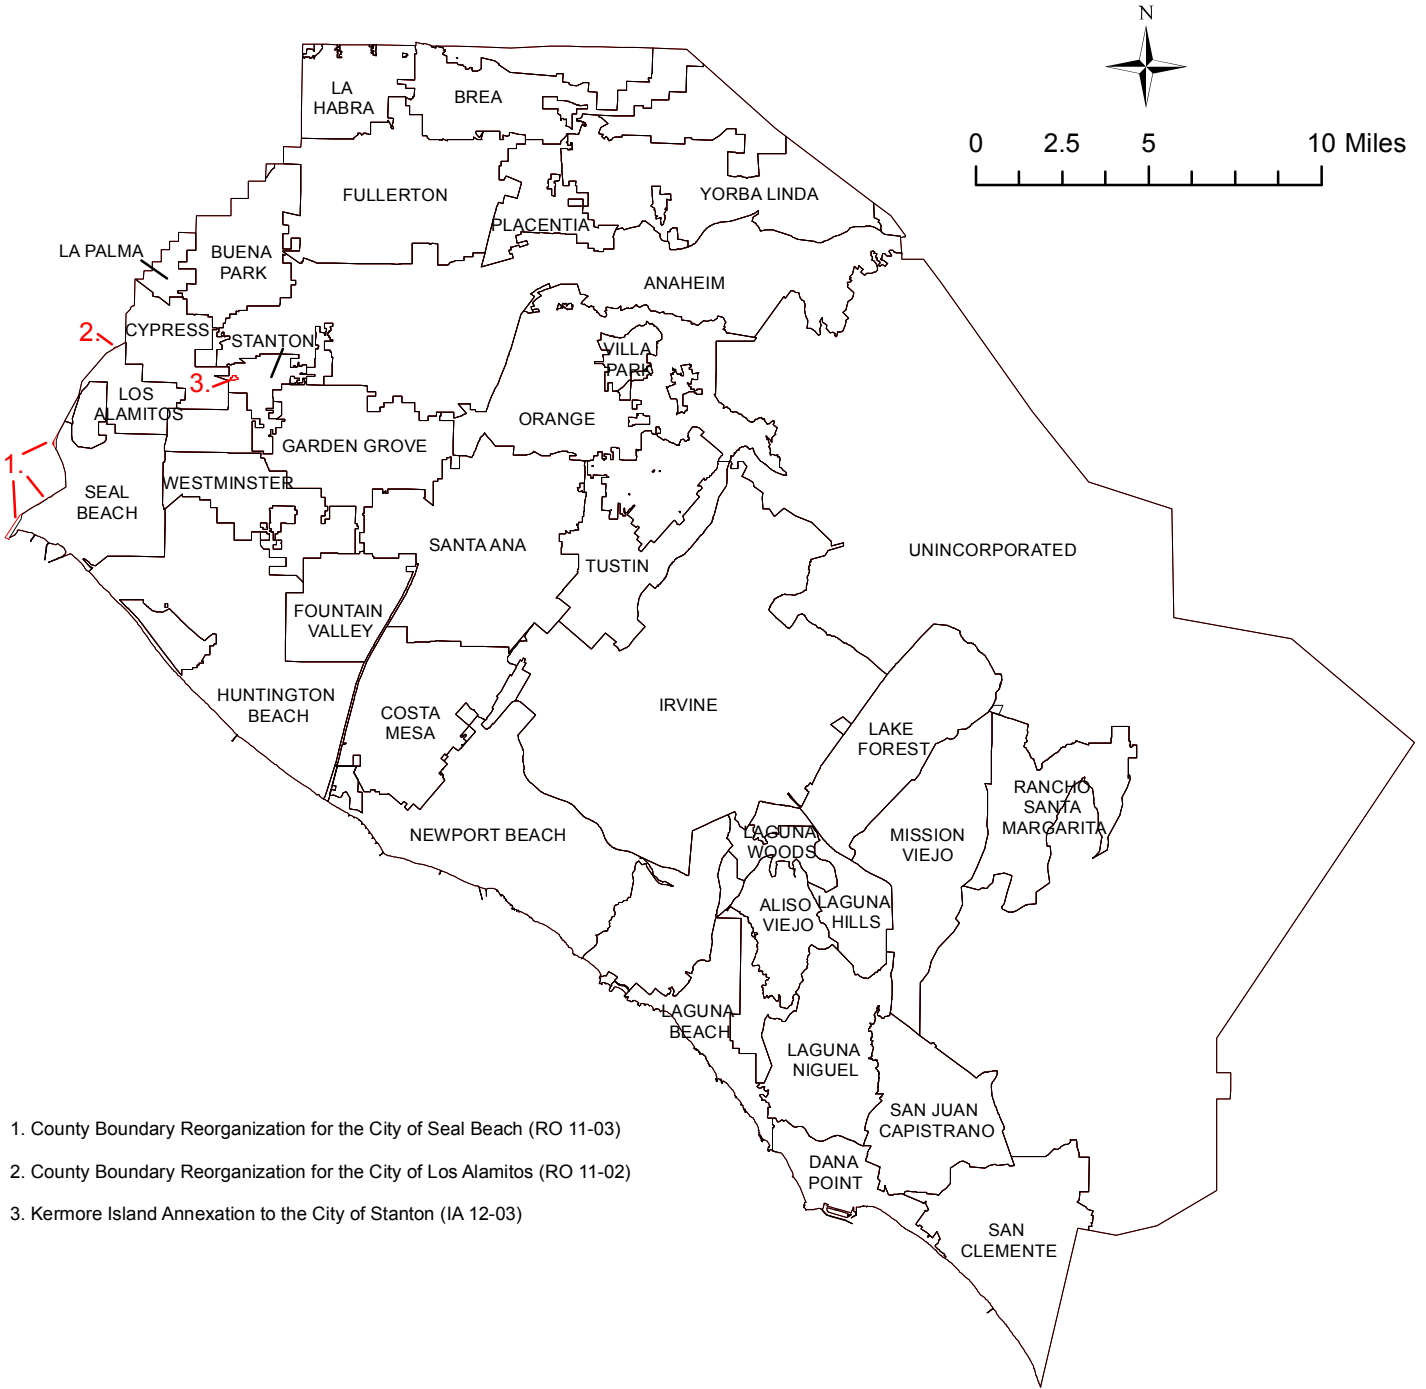 N
0 2.5 5 10 Miles
LA
HABRA
BREA
FULLERTON
YORBA LINDA
PLACENTIA
LA PALMA
BUENA
PARK
ANAHEIM
CYPRESS
2.
STANTON
VILLA
PARK
3.
LOS
ALAMITOS
ORANGE
GARDEN GROVE
1.
WESTMINSTER
SEAL
BEACH
SANTA ANA
UNINCORPORATED
TUSTIN
FOUNTAIN
VALLEY
HUNTINGTON
BEACH
COSTA
MESA
IRVINE
LAKE
FOREST
RANCHO
SANTA
MARGARITA
NEWPORT BEACH
LAGUNA
WOODS
MISSION
VIEJO
ALISO
VIEJO
LAGUNA
HILLS
LAGUNA
BEACH
LAGUNA
NIGUEL
SAN JUAN
CAPISTRANO
DANA
POINT
SAN
CLEMENTE
1. County Boundary Reorganization for the City of Seal Beach (RO 11-03)
2. County Boundary Reorganization for the City of Los Alamitos (RO 11-02)
3. Kermore Island Annexation to the City of Stanton (IA 12-03)